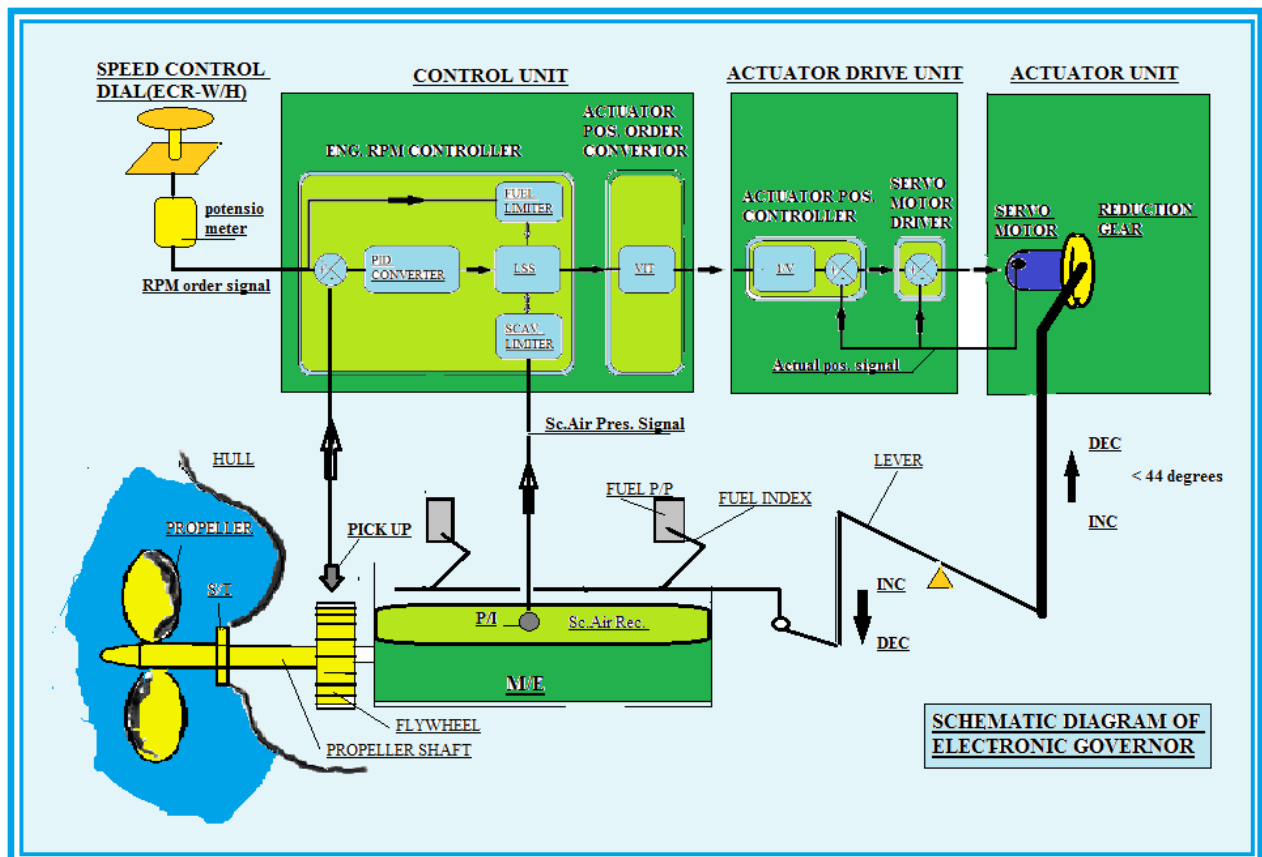 SPEED CONTROL
DIAL(ECR-W/H)
CONTROL UNIT
ACTUATOR DRIVE UNIT
ACTUATOR UNIT
ACTUATOR
POS. ORDER
CONVERTOR
ENG. RPM CONTROLLER
potensio
meter
RPM order signal
FUEL
LIMITER
PID
CONVERTER
LSS
SCAV.
LIMITER
VIT
ACTUATOR POS.
CONTROLLER
SERVO
MOTOR
DRIVER
I/V
SERVO
MOTOR
REDUCTION
GEAR
Actual pos. signal
Sc.Air Pres. Signal
HULL
PROPELLER
S/T
PICK UP
FUEL P/P
FUEL INDEX
LEVER
DEC
< 44 degrees
INC
INC
DEC
P/I
Sc.Air Rec.
M/E
FLYWHEEL
PROPELLER SHAFT
SCHEMATIC DIAGRAM OF
ELECTRONIC GOVERNOR